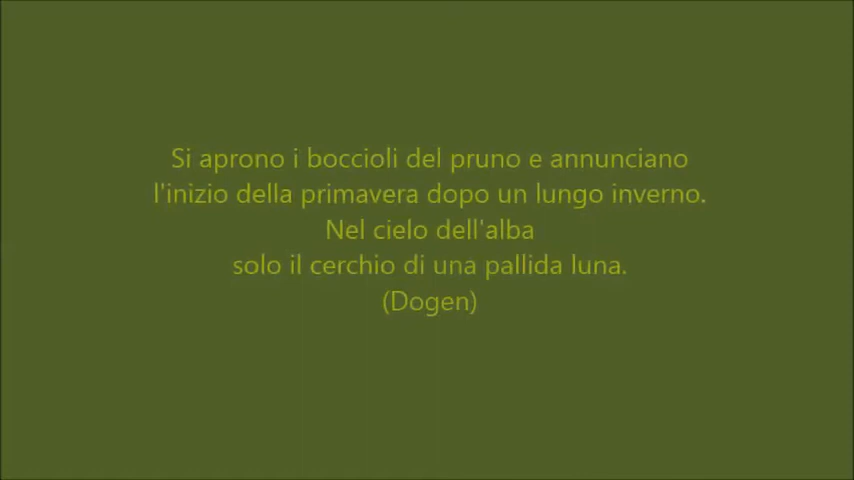 Si aprono i boccioli del pruno e annunciano
l'inizio della primavera dopo un lungo inverno.
Nel cielo dell'alba
solo il cerchio di una pallida luna.
(Dogen)